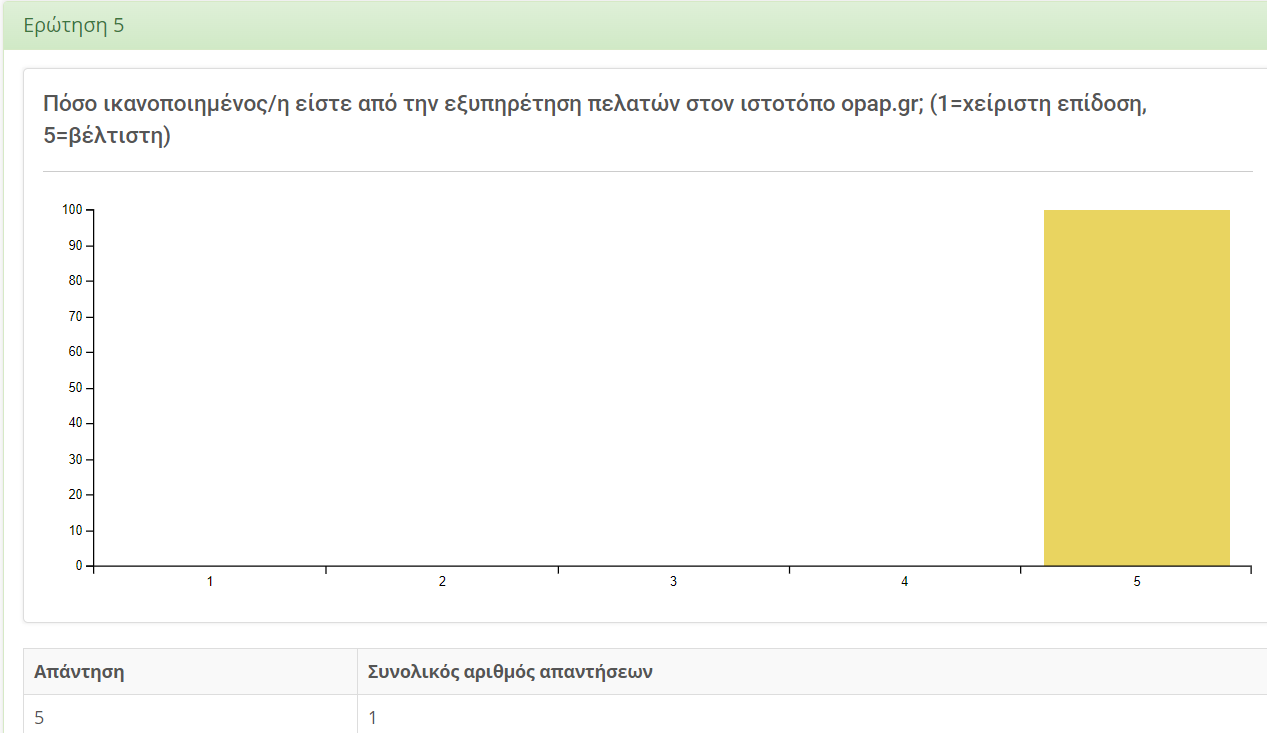 Ερώτηση 5
Πόσο ικανοποιημένος/η είστε από την εξυπηρέτηση πελατών στον ιστοτόπο opap.gr; (1=χείριστη επίδοση,
5=βέλτιστη)
100
90
80
70
60
50
40
30
20
10
0
1 2 3 4 5
Απάντηση Συνολικός αριθμός απαντήσεων
5 1